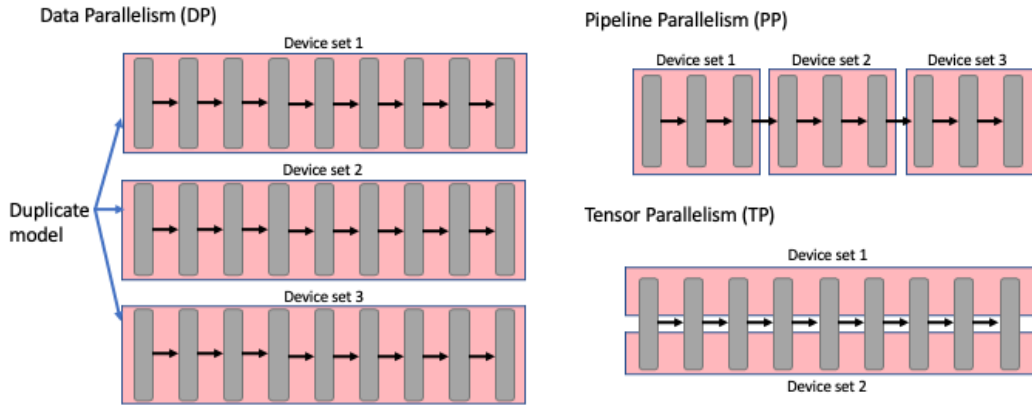 Data Parallelism (DP)
Device set 1
Device set 2
Duplicate
model
Device set 3
Pipeline Parallelism (PP)
Device set 1
Device set 2
Device set 3
Tensor Parallelism (TP)
Device set 1
Device set 2